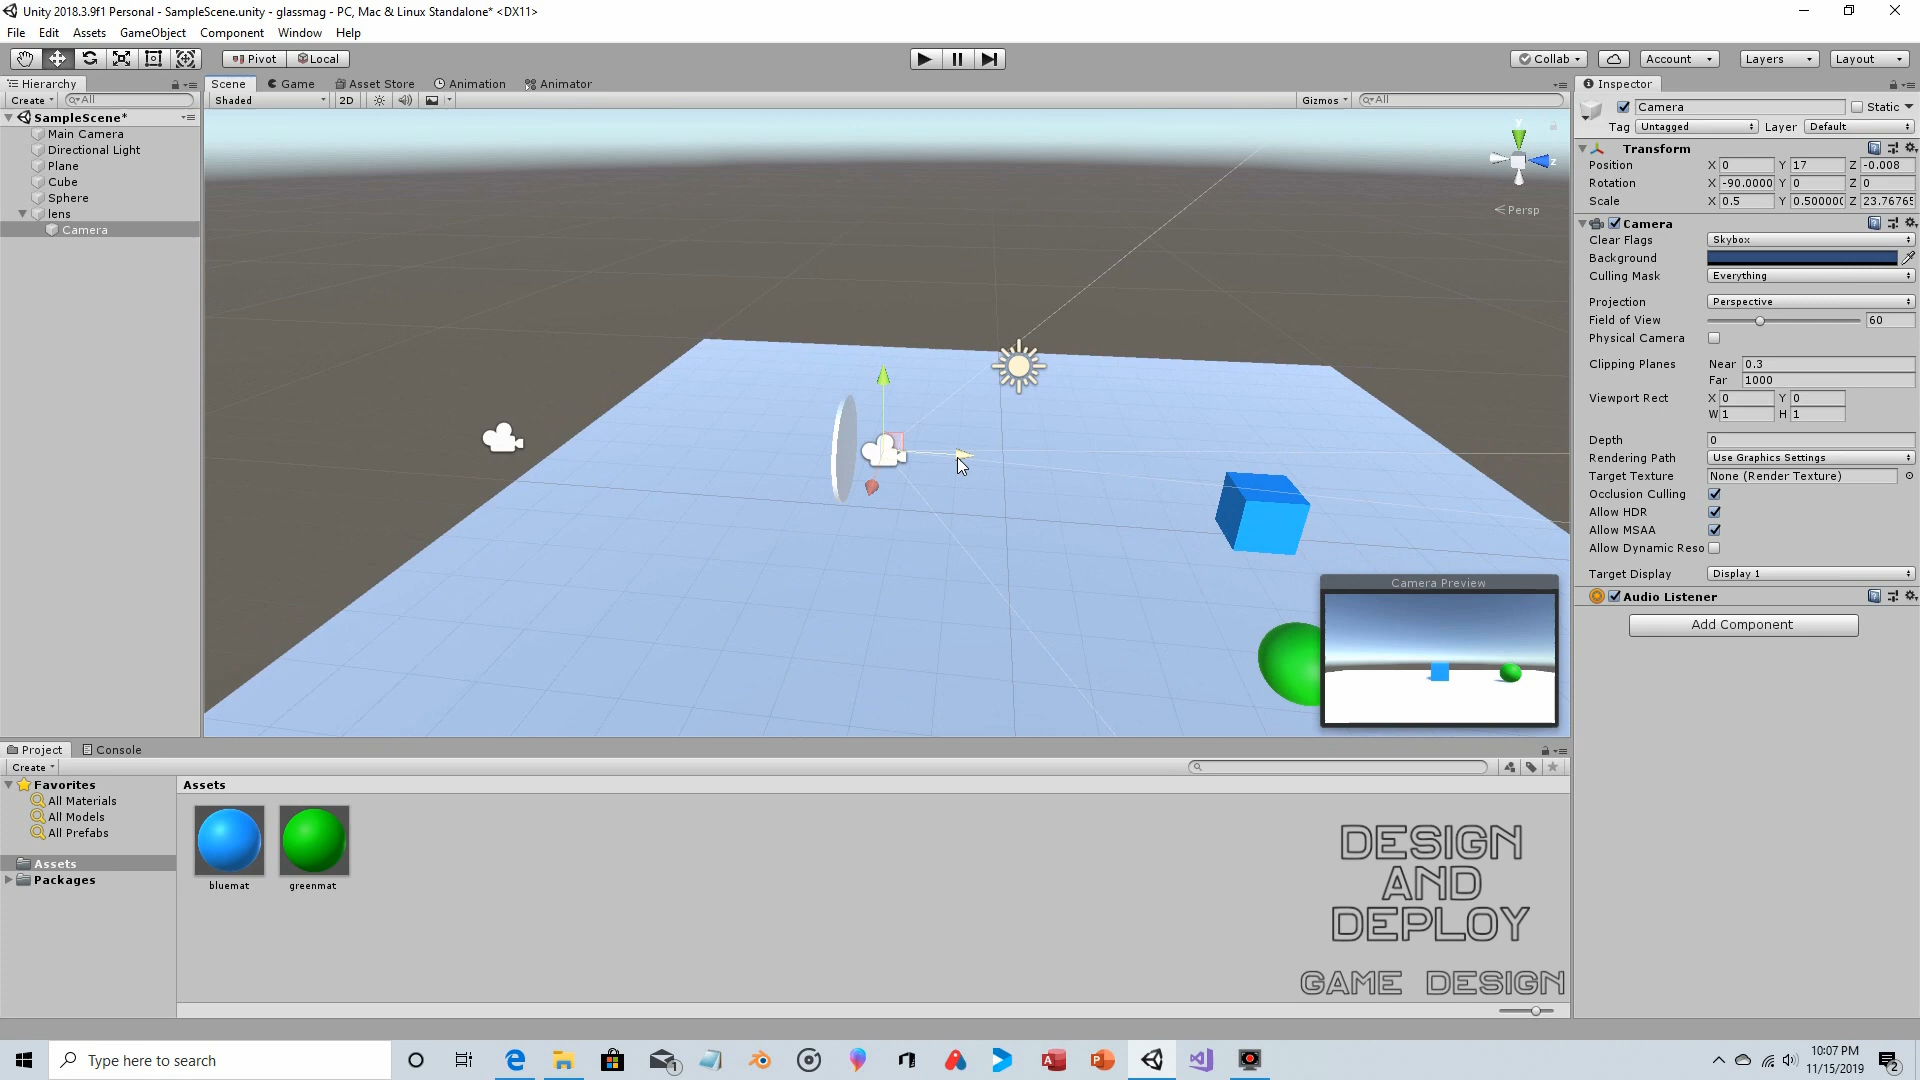 Unity 2018.3.9f1 Personal - SampleScene.unity - glassmag - PC, Mac & Linux Standalone* <DX11>
File Edit Assets GameObject Component Window Help
Pivot Local Collab Account Layers Layout
Hierarchy Scene Game Asset Store Animation Animator Inspector
Create All Shaded 2D Gizmos All
SampleScene*
Main Camera
Directional Light
Plane
Cube
Sphere
lens
Camera
y
z
Persp
Camera Preview
Camera Static
Tag Untagged Layer Default
Transform
Position X 0 Y 17 Z -0.008
Rotation X -90.0000 Y 0 Z 0
Scale X 0.5 Y 0.50000( Z 23.76765
Camera
Clear Flags Skybox
Background
Culling Mask Everything
Projection Perspective
Field of View 60
Physical Camera
Clipping Planes Near 0.3
Far 1000
Viewport Rect X 0 Y 0
W 1 H 1
Depth 0
Rendering Path Use Graphics Settings
Target Texture None (Render Texture)
Occlusion Culling
Allow HDR
Allow MSAA
Allow Dynamic Reso
Target Display Display 1
Audio Listener
Add Component
Project Console
Create
Favorites
All Materials
All Models
All Prefabs
Assets
Packages
Assets
bluemat greenmat
DESIGN
AND
DEPLOY
GAME DESIGN
Type here to search
1
10:07 PM
11/15/2019
2